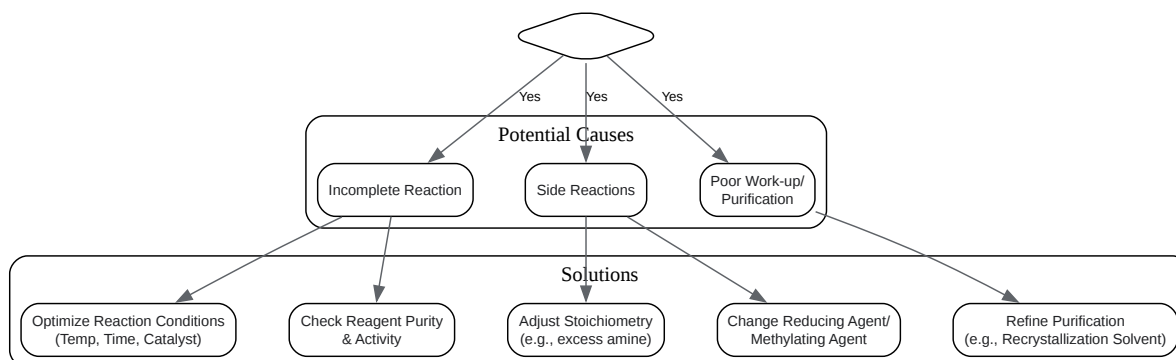 Yes
Yes
Yes
Potential Causes
Incomplete Reaction
Side Reactions
Poor Work-up/
Purification
Solutions
Optimize Reaction Conditions
(Temp, Time, Catalyst)
Check Reagent Purity
& Activity
Adjust Stoichiometry
(e.g., excess amine)
Change Reducing Agent/
Methylating Agent
Refine Purification
(e.g., Recrystallization Solvent)